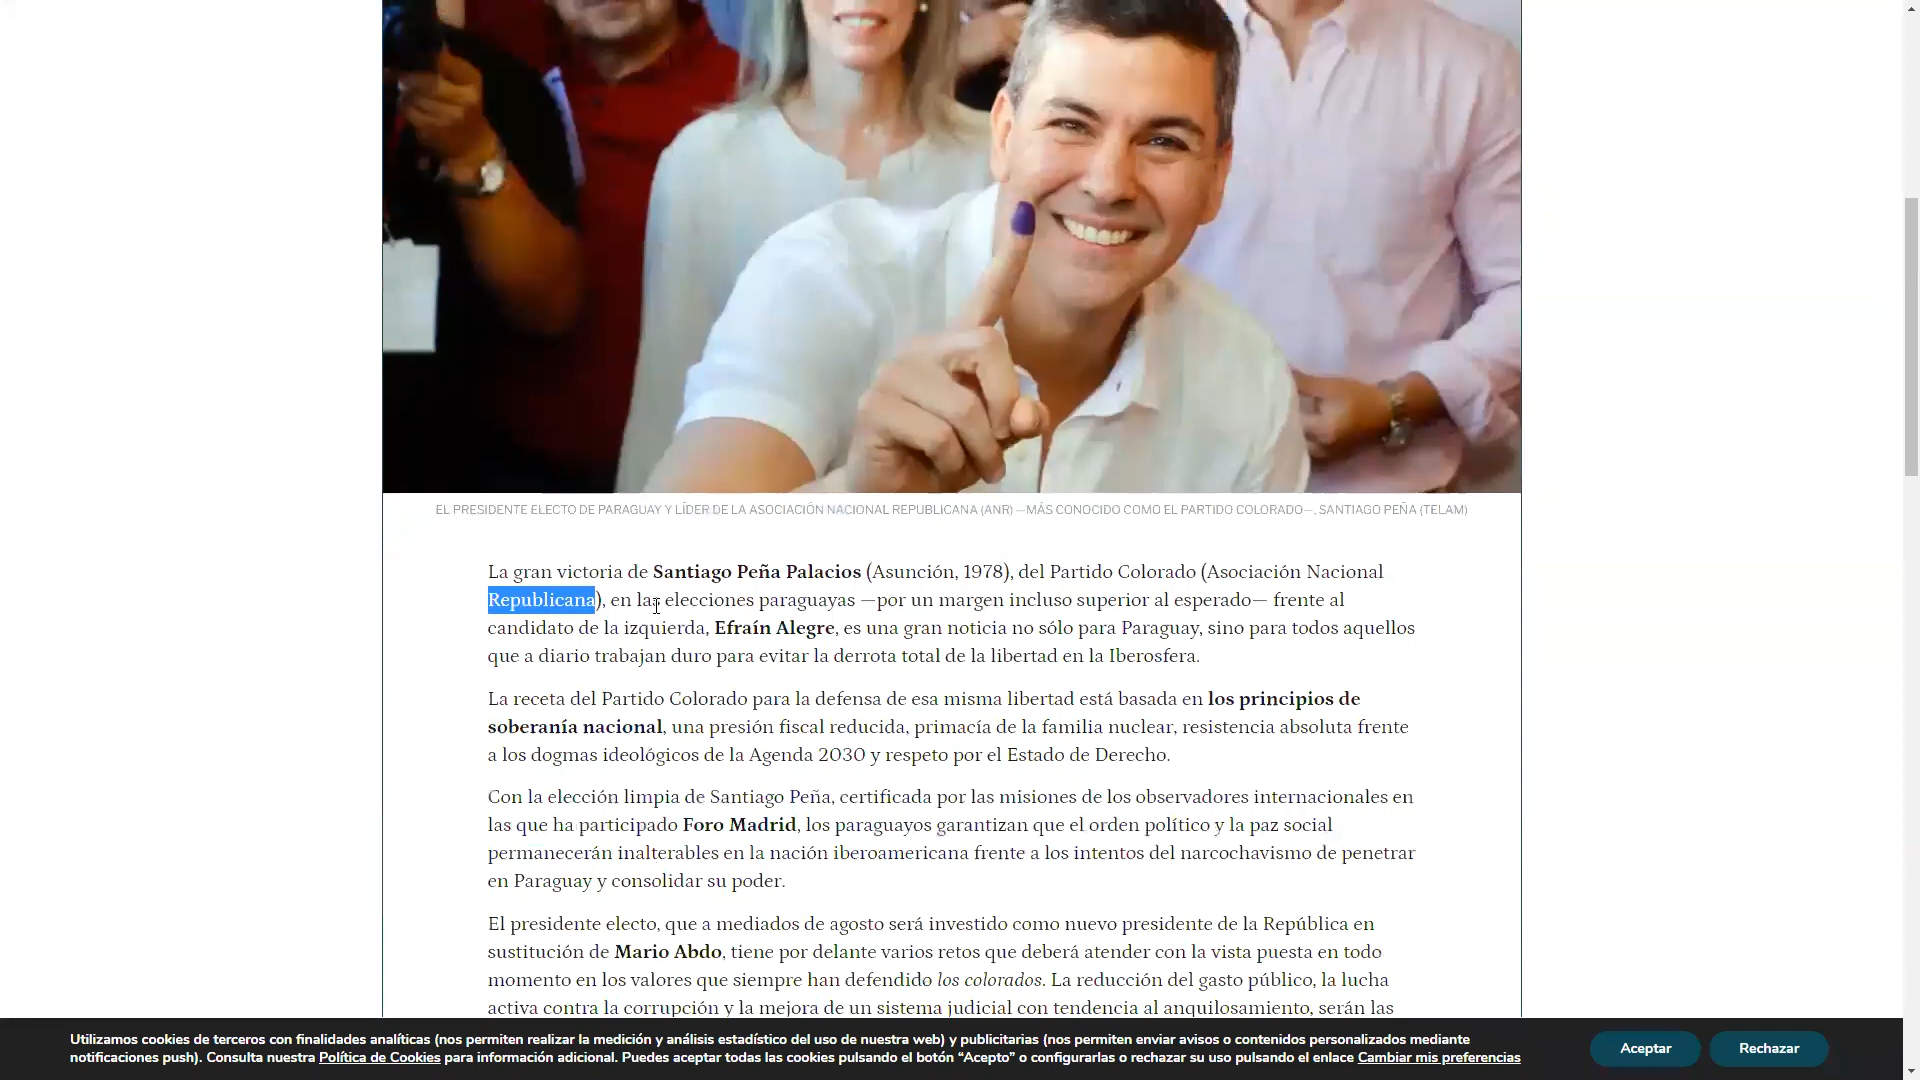 EL PRESIDENTE ELECTO DE PARAGUAY Y LÍDER DE LA ASOCIACIÓN NACIONAL REPUBLICANA (ANR) —MÁS CONOCIDO COMO EL PARTIDO COLORADO—, SANTIAGO PEÑA (TELAM)
La gran victoria de Santiago Peña Palacios (Asunción, 1978), del Partido Colorado (Asociación Nacional
Republicana), en las elecciones paraguayas —por un margen incluso superior al esperado— frente al
candidato de la izquierda, Efraín Alegre, es una gran noticia no sólo para Paraguay, sino para todos aquellos
que a diario trabajan duro para evitar la derrota total de la libertad en la Iberosfera.
La receta del Partido Colorado para la defensa de esa misma libertad está basada en los principios de
soberanía nacional, una presión fiscal reducida, primacía de la familia nuclear, resistencia absoluta frente
a los dogmas ideológicos de la Agenda 2030 y respeto por el Estado de Derecho.
Con la elección limpia de Santiago Peña, certificada por las misiones de los observadores internacionales en
las que ha participado Foro Madrid, los paraguayos garantizan que el orden político y la paz social
permanecerán inalterables en la nación iberoamericana frente a los intentos del narcochavismo de penetrar
en Paraguay y consolidar su poder.
El presidente electo, que a mediados de agosto será investido como nuevo presidente de la República en
sustitución de Mario Abdo, tiene por delante varios retos que deberá atender con la vista puesta en todo
momento en los valores que siempre han defendido los colorados. La reducción del gasto público, la lucha
activa contra la corrupción y la mejora de un sistema judicial con tendencia al anquilosamiento, serán las
Utilizamos cookies de terceros con finalidades analíticas (nos permiten realizar la medición y análisis estadístico del uso de nuestra web) y publicitarias (nos permiten enviar avisos o contenidos personalizados mediante
notificaciones push). Consulta nuestra Política de Cookies para información adicional. Puedes aceptar todas las cookies pulsando el botón “Acepto” o configurarlas o rechazar su uso pulsando el enlace Cambiar mis preferencias
Aceptar
Rechazar